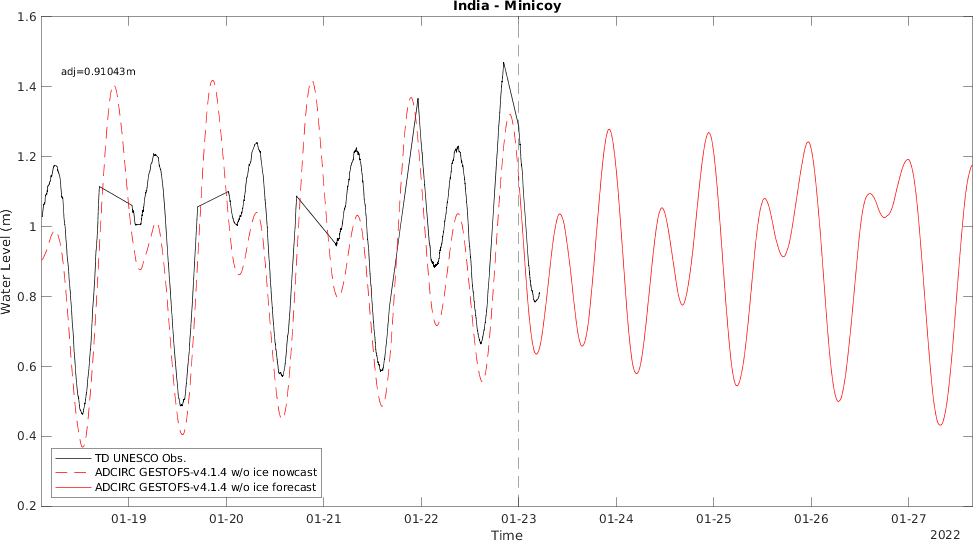 India - Minicoy
1.6
1.4
1.2
1
0.8
0.6
0.4
0.2
Water Level (m)
adj=0.91043m
TD UNESCO Obs.
ADCIRC GESTOFS-v4.1.4 w/o ice nowcast
ADCIRC GESTOFS-v4.1.4 w/o ice forecast
01-19 01-20 01-21 01-22 01-23 01-24 01-25 01-26 01-27
Time
2022